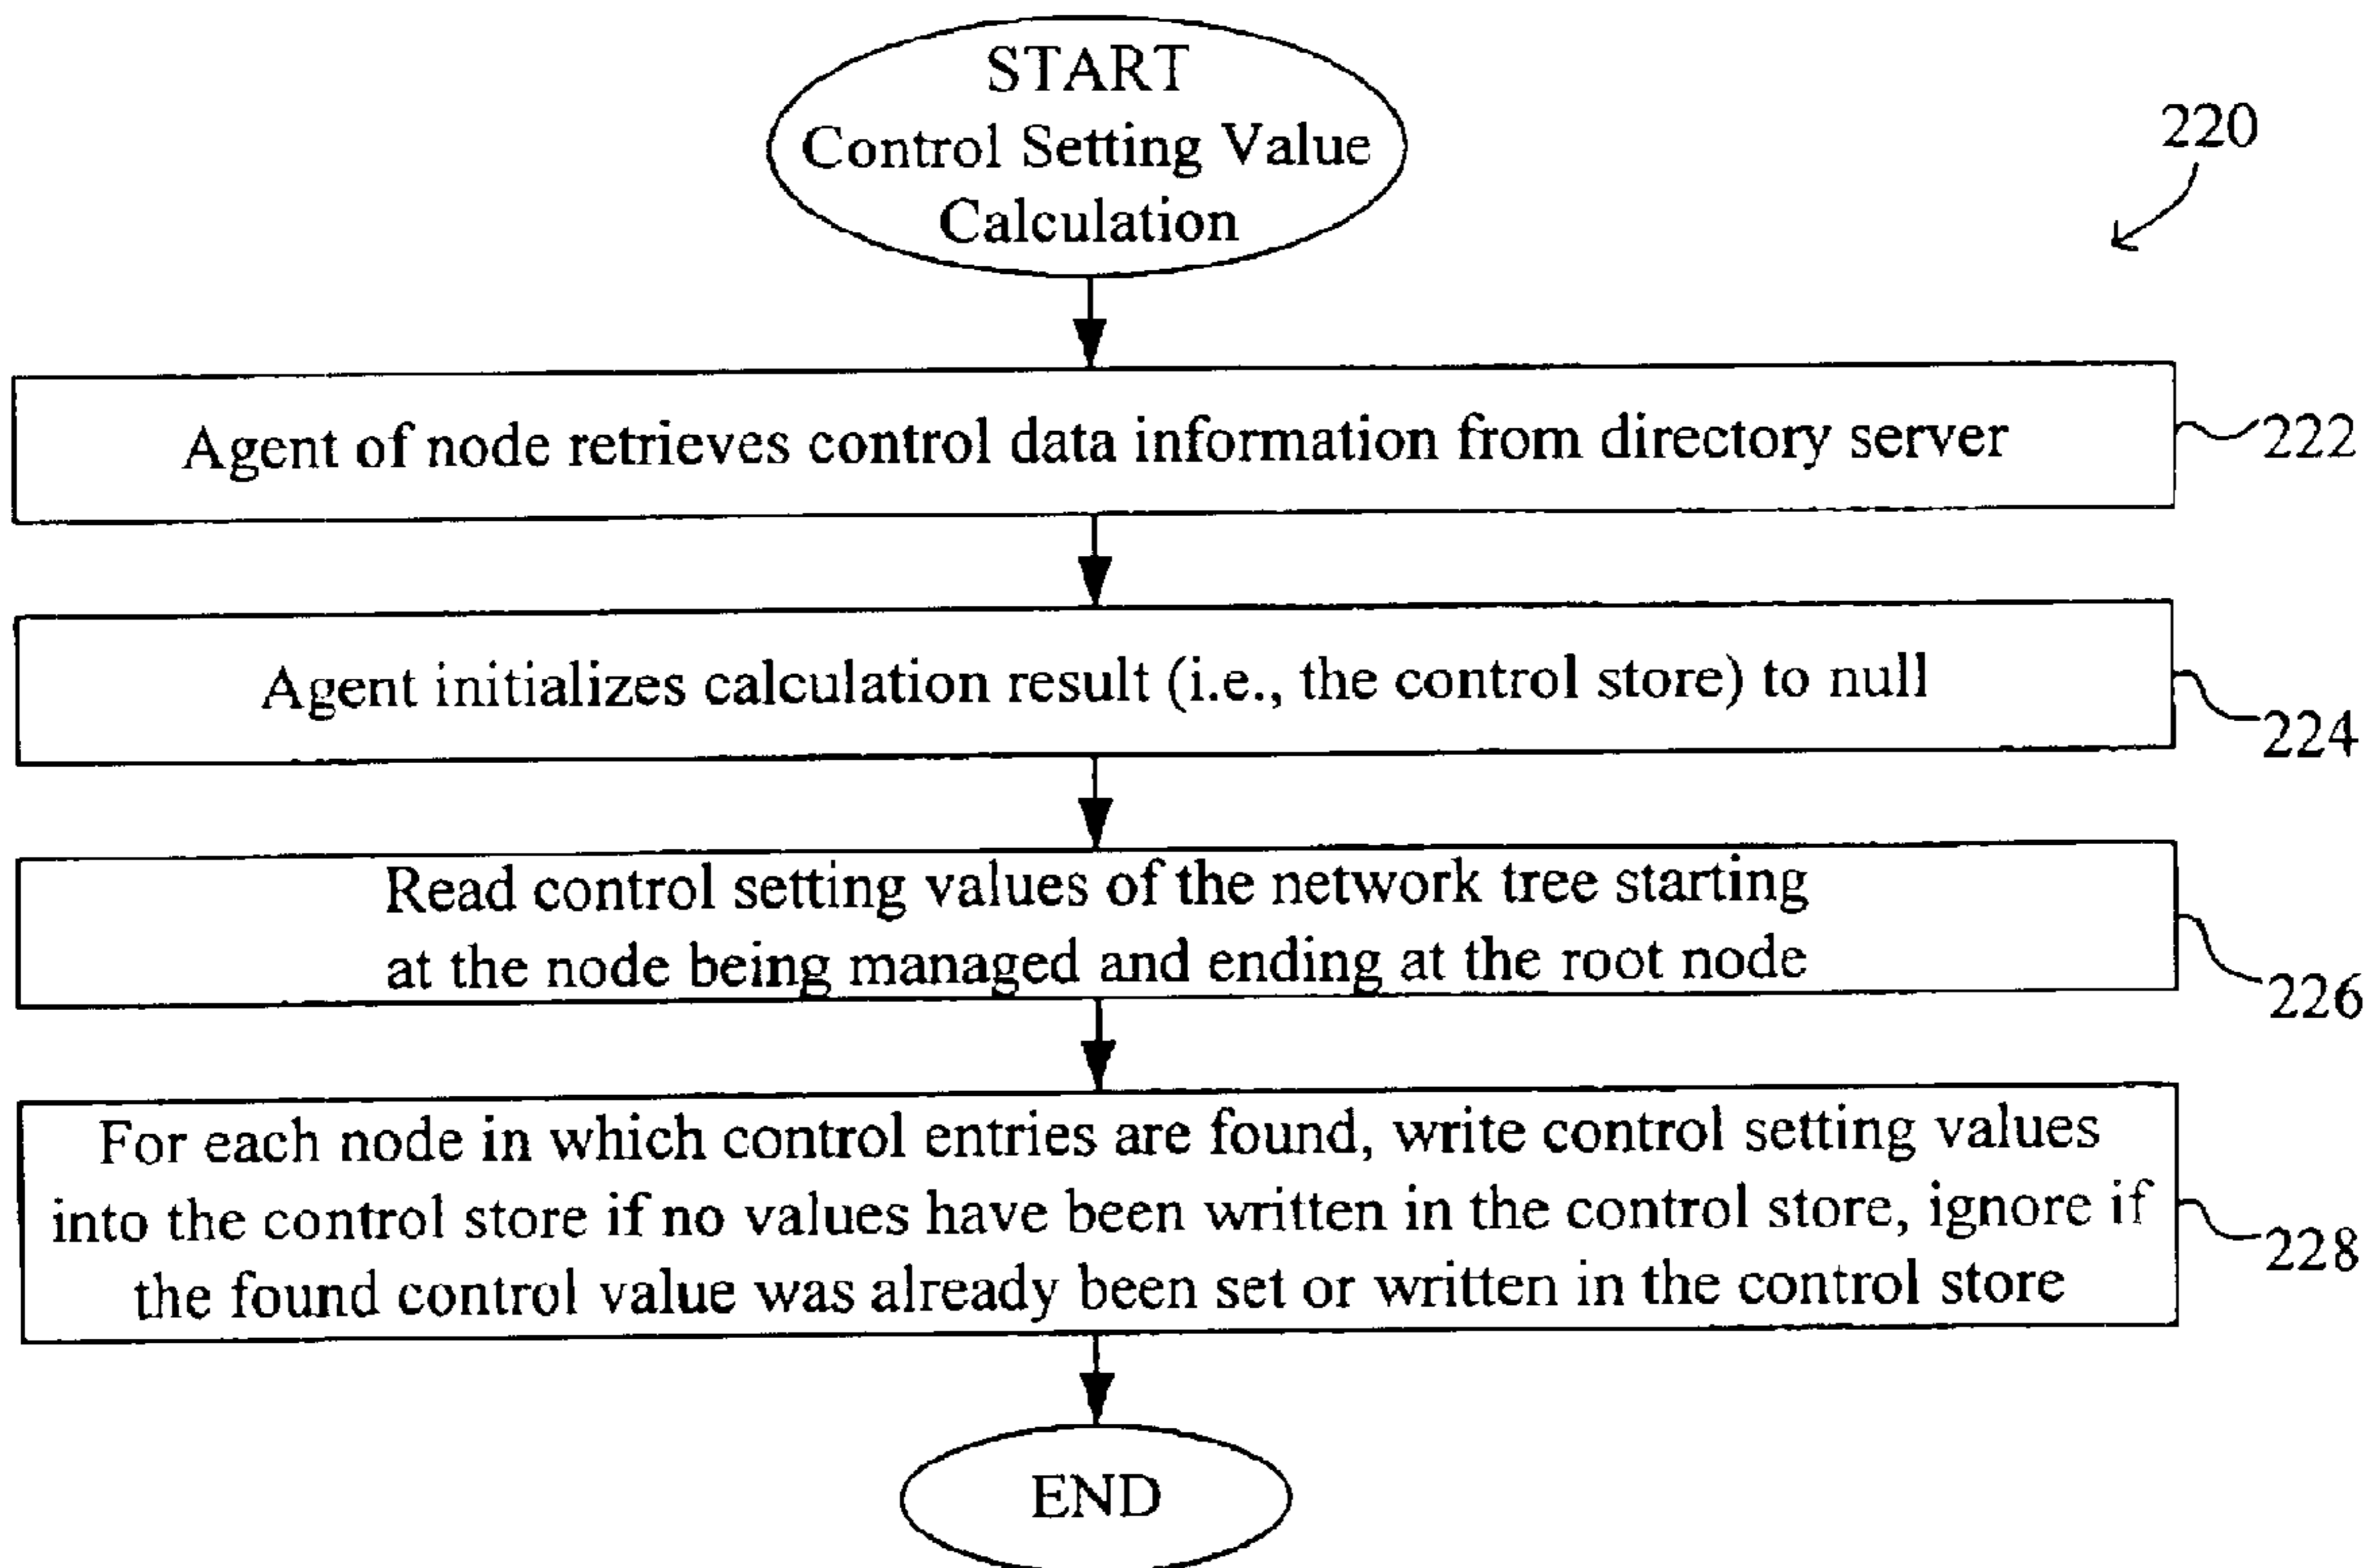 START
Control Setting Value
Calculation
220
Agent of node retrieves control data information from directory server
222
Agent initializes calculation result (i.e., the control store) to null
224
Read control setting values of the network tree starting
at the node being managed and ending at the root node
226
For each node in which control entries are found, write control setting values
into the control store if no values have been written in the control store, ignore if
the found control value was already been set or written in the control store
228
END